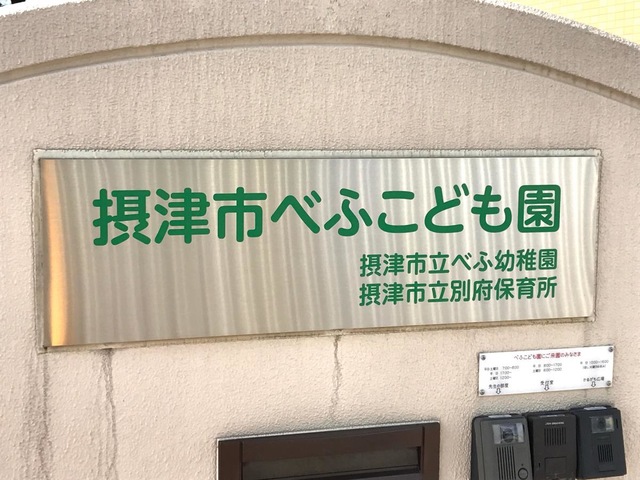 摂津市べふこども園
摂津市立べふ幼稚園
摂津市立別府保育所
べふこども園にご来園のみなさま